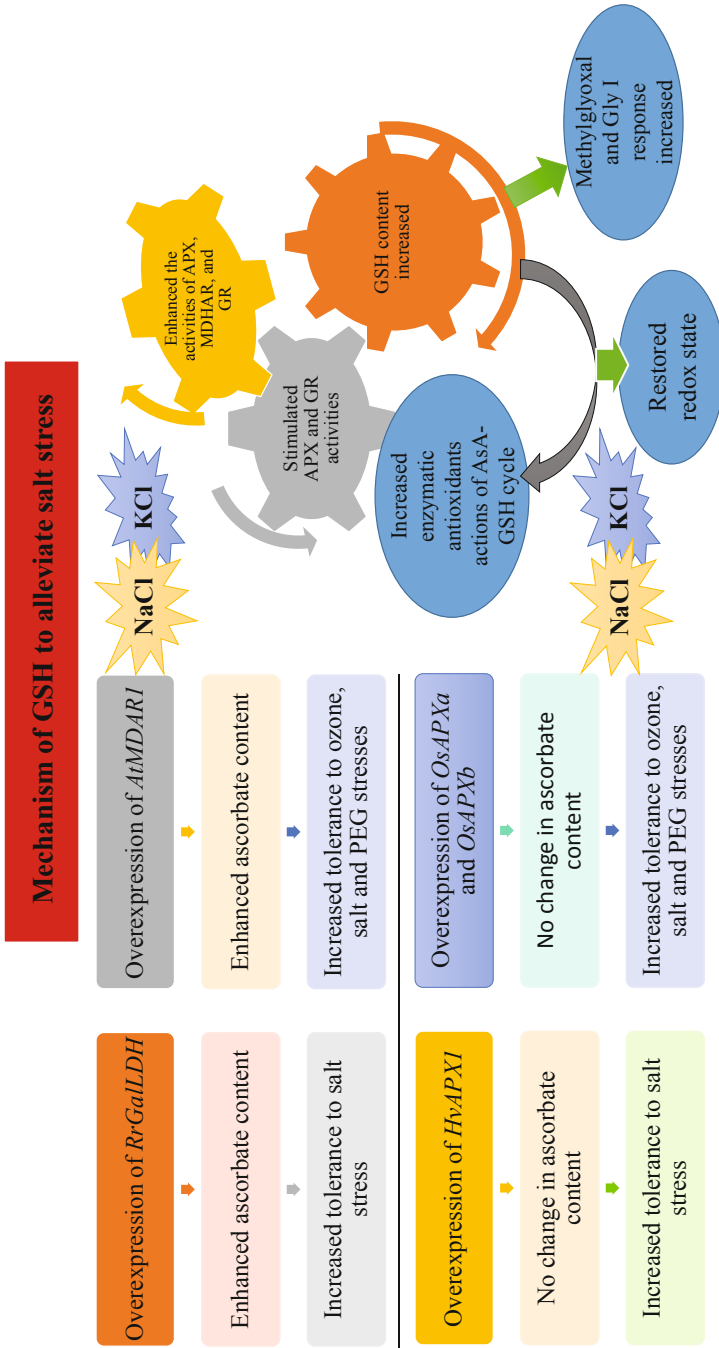 Mechanism of GSH to alleviate salt stress
Overexpression of RrGalLDH
Enhanced ascorbate content
Increased tolerance to salt
stress
Overexpression of AtMDAR1
Enhanced ascorbate content
Increased tolerance to ozone,
salt and PEG stresses
NaCl
KCl
Enhanced the
activities of APX,
MDHAR, and
GR
Stimulated
APX and GR
activities
GSH content
increased
Increased
enzymatic
antioxidants
actions of AsA-
GSH cycle
Restored
redox state
Methylglyoxal
and Gly I
response
increased
Overexpression of HvAPX1
No change in ascorbate
content
Increased tolerance to salt
stress
Overexpression of OsAPXa
and OsAPXb
No change in ascorbate
content
Increased tolerance to ozone,
salt and PEG stresses
NaCl
KCl